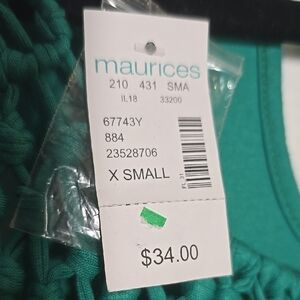 maurices
210 431 SMA
IL18 33200
67743Y
884
23528706
X SMALL
$34.00